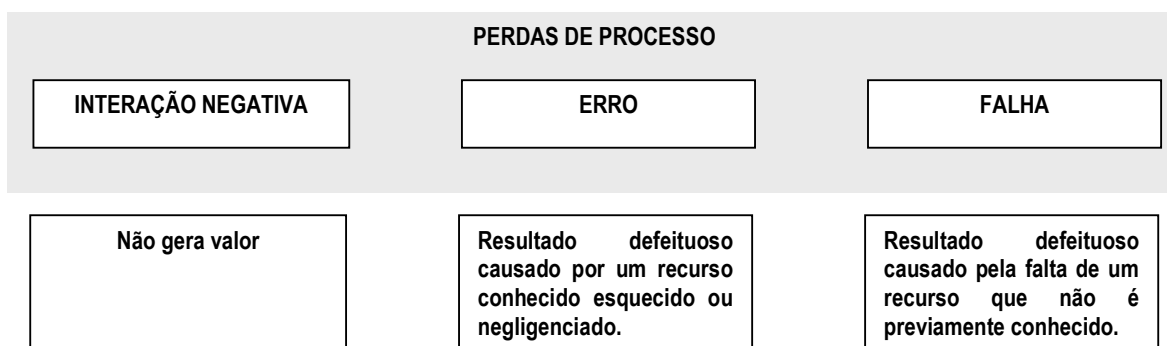 PERDAS DE PROCESSO
INTERAÇÃO NEGATIVA
ERRO
FALHA
Não gera valor
Resultado defeituoso
causado por um recurso
conhecido esquecido ou
negligenciado.
Resultado defeituoso
causado pela falta de um
recurso que não é
previamente conhecido.